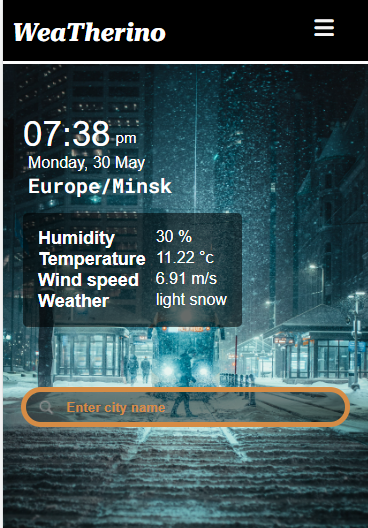 WeaTherino
07:38 pm
Monday, 30 May
Europe/Minsk
Humidity 30 %
Temperature 11.22 °c
Wind speed 6.91 m/s
Weather light snow
Enter city name